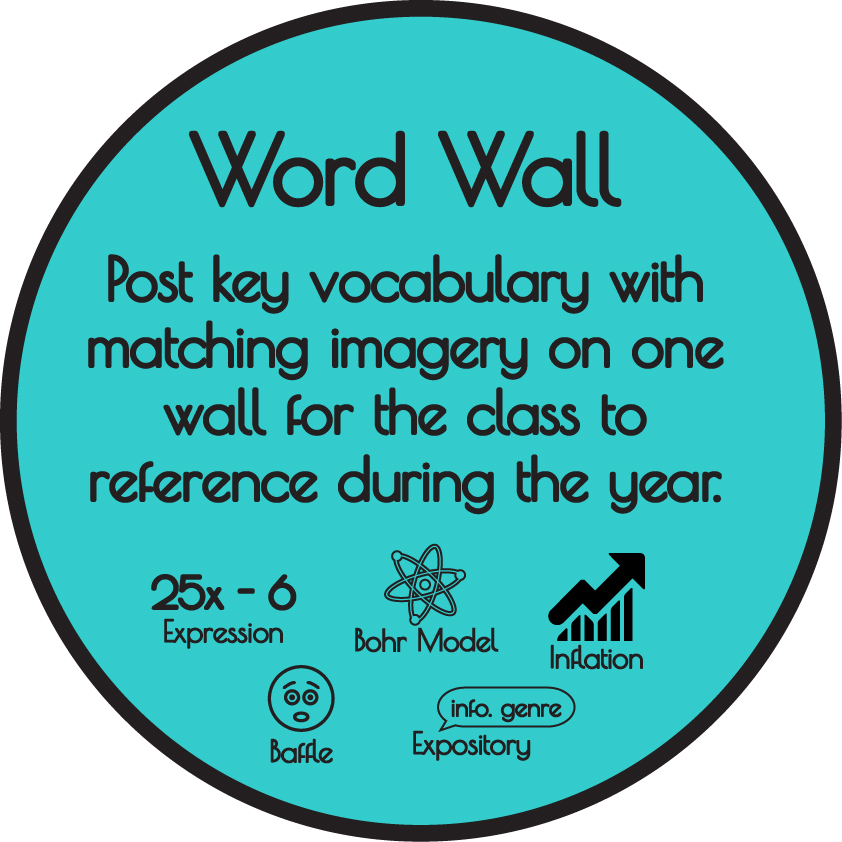 Word Wall
Post key vocabulary with
matching imagery on one
wall for the class to
reference during the year.
25x - 6
Expression
Bohr Model
Inflation
Baffle
info. genre
Expository